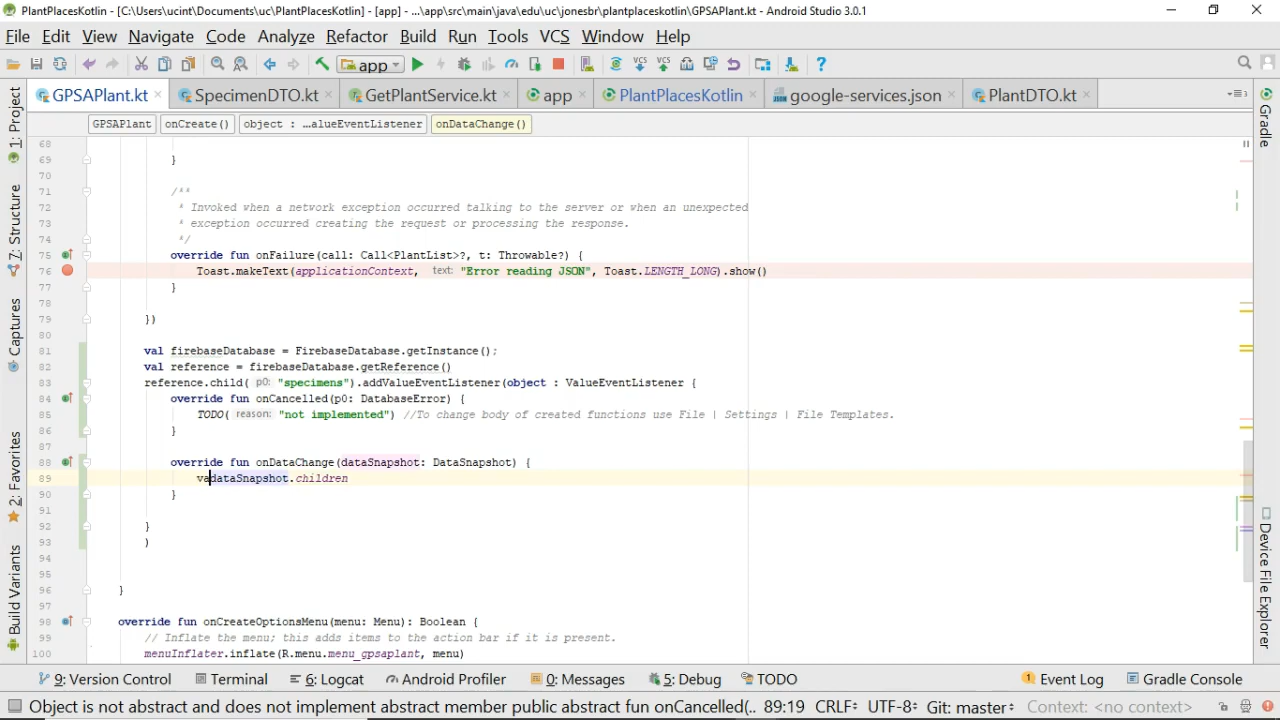 PlantPlacesKotlin - [C:\Users\ucint\Documents\uc\PlantPlacesKotlin] - [app] - ...\app\src\main\java\edu\uc\jonesbr\plantplaceskotlin\GPSAPlant.kt - Android Studio 3.0.1
File Edit View Navigate Code Analyze Refactor Build Run Tools VCS Window Help
app
GPSAPlant.kt SpecimenDTO.kt GetPlantService.kt app PlantPlacesKotlin google-services.json PlantDTO.kt
GPSAPlant onCreate() object : ...alueEventListener onDataChange()
1: Project
7: Structure
Captures
2: Favorites
Build Variants
68
69 }
70
71 /**
72 * Invoked when a network exception occurred talking to the server or when an unexpected
73 * exception occurred creating the request or processing the response.
74 */
75 override fun onFailure(call: Call<PlantList>?, t: Throwable?) {
76 Toast.makeText(applicationContext, text: "Error reading JSON", Toast.LENGTH_LONG).show()
77 }
78
79 })
80
81 val firebaseDatabase = FirebaseDatabase.getInstance();
82 val reference = firebaseDatabase.getReference()
83 reference.child( p0: "specimens").addValueEventListener(object : ValueEventListener {
84 override fun onCancelled(p0: DatabaseError) {
85 TODO( reason: "not implemented") //To change body of created functions use File | Settings | File Templates.
86 }
87
88 override fun onDataChange(dataSnapshot: DataSnapshot) {
89 vadataSnapshot.children
90 }
91
92 }
93 )
94
95
96 }
97
98 override fun onCreateOptionsMenu(menu: Menu): Boolean {
99 // Inflate the menu; this adds items to the action bar if it is present.
100 menuInflater.inflate(R.menu.menu_gpsaplant, menu)
Gradle
Device File Explorer
9: Version Control Terminal 6: Logcat Android Profiler 0: Messages 5: Debug TODO 1 Event Log Gradle Console
Object is not abstract and does not implement abstract member public abstract fun onCancelled(.. 89:19 CRLF UTF-8 Git: master Context: <no context>